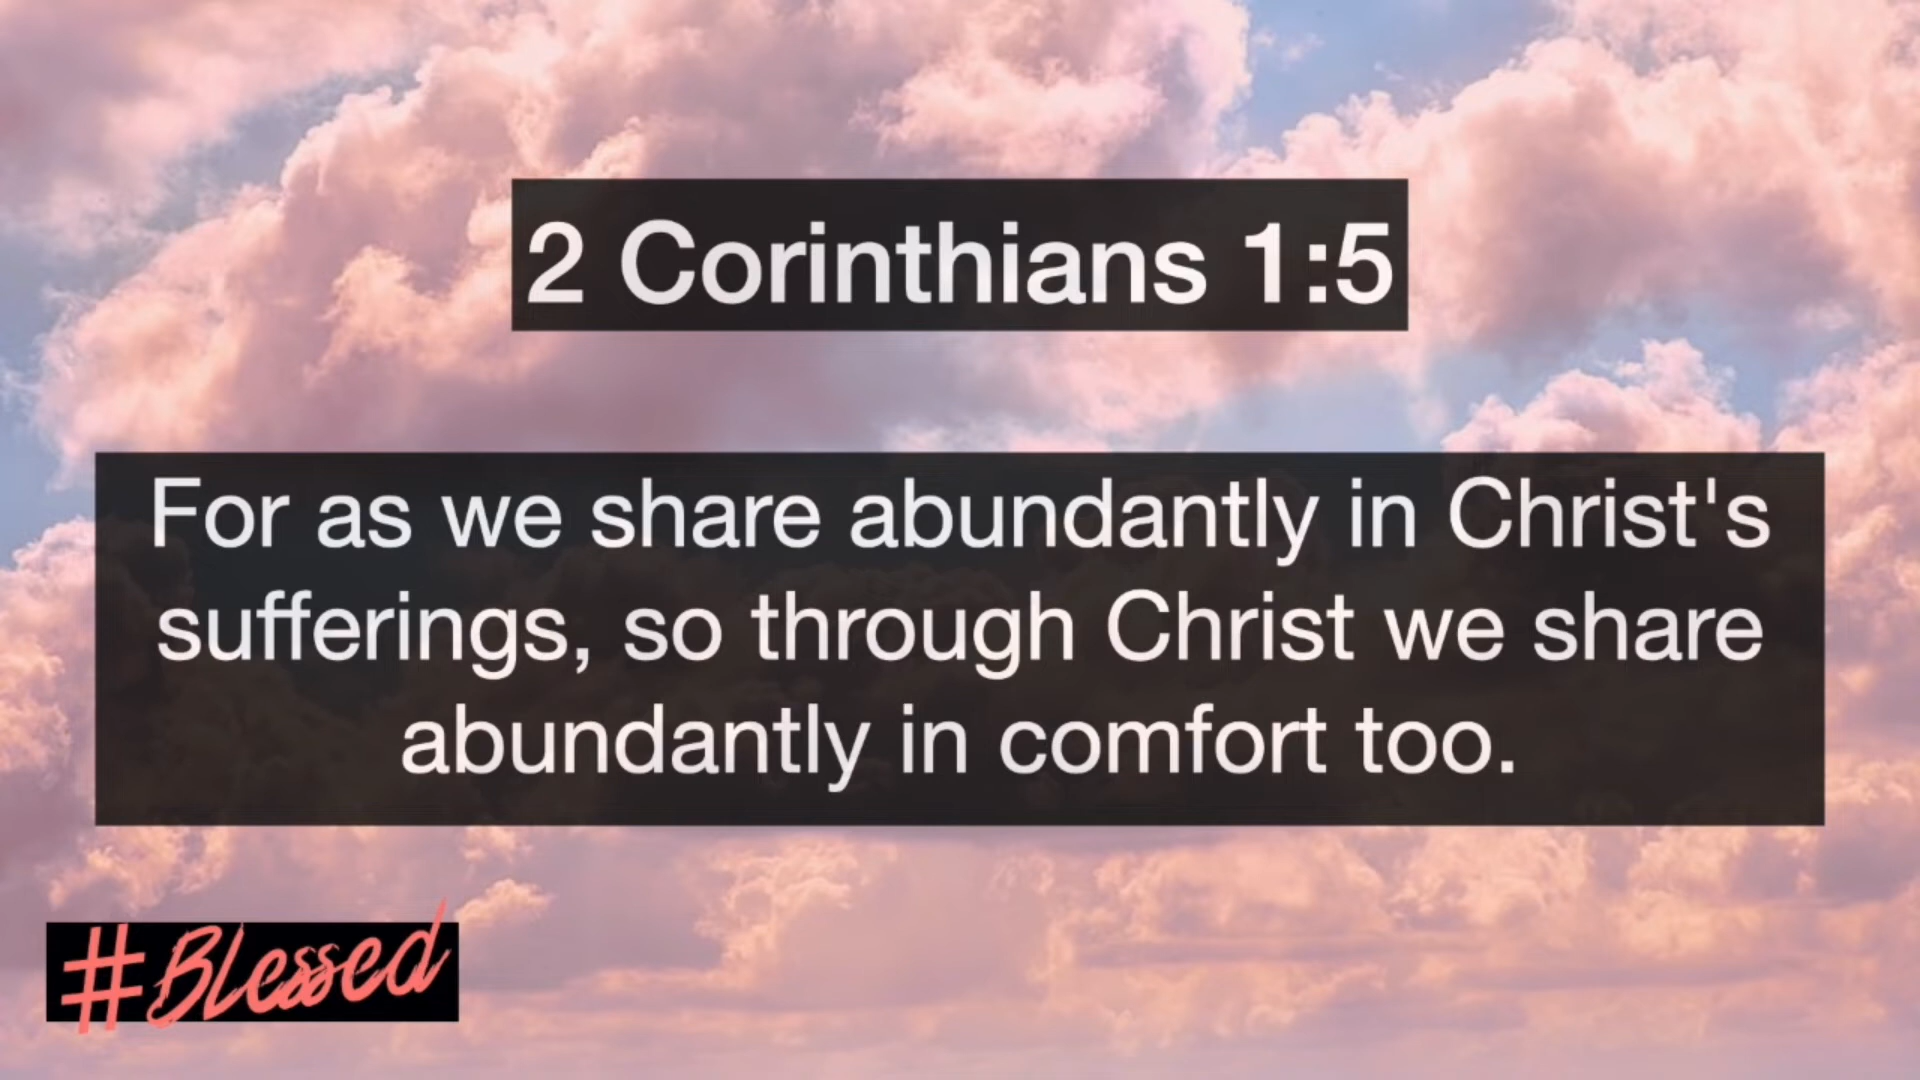 2 Corinthians 1:5
For as we share abundantly in Christ's
sufferings, so through Christ we share
abundantly in comfort too.
#Blessed